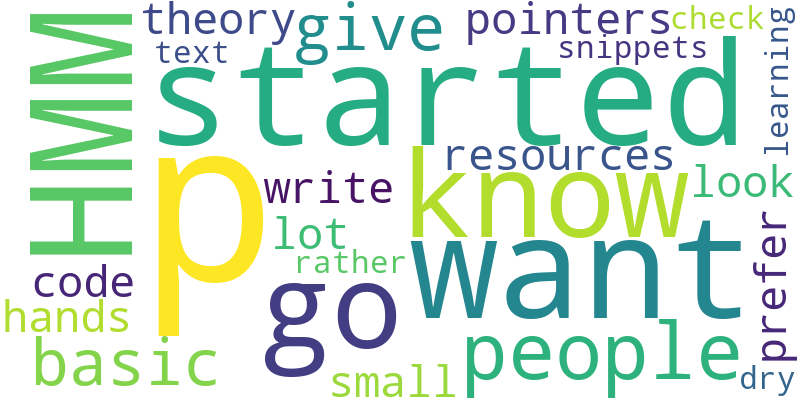 theory
give
pointers
check
text
snippets
learning
started
HMM
p
resources
write
know
look
lot
rather
want
prefer
code
go
hands
people
basic
small
dry